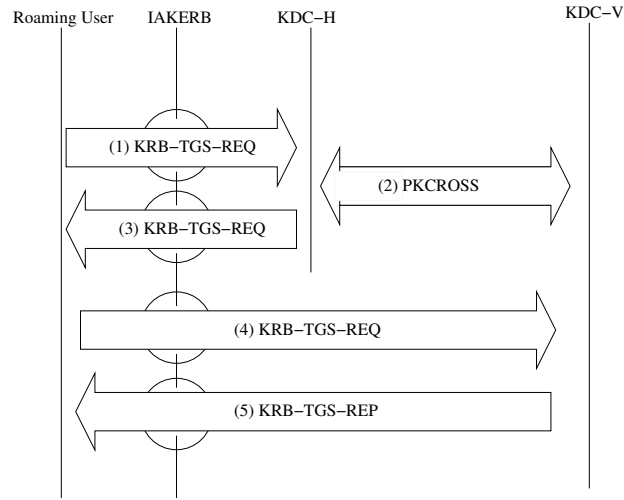 Roaming User IAKERB KDC−H KDC−V
(1) KRB−TGS−REQ
(2) PKCROSS
(3) KRB−TGS−REQ
(4) KRB−TGS−REQ
(5) KRB−TGS−REP